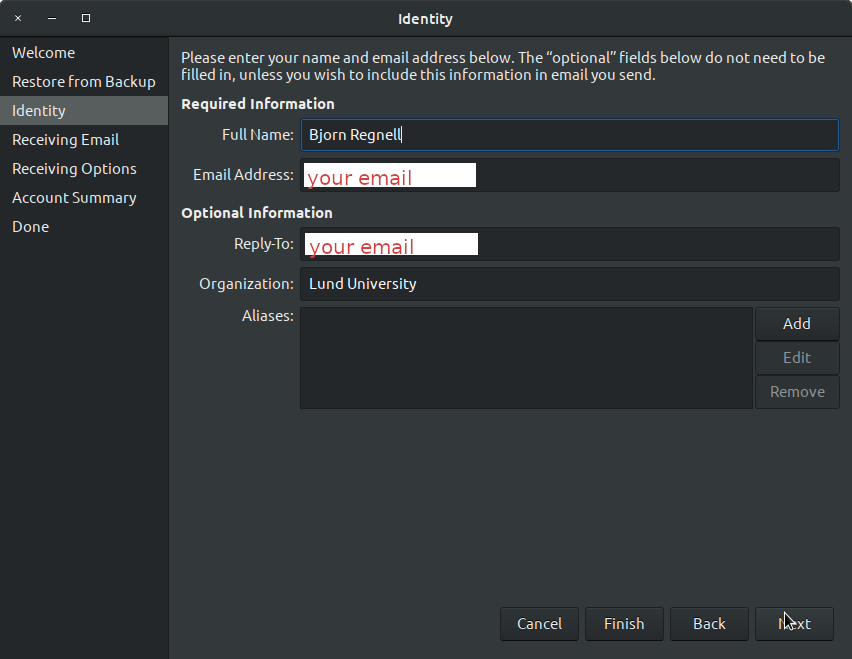 Identity
Welcome
Restore from Backup
Identity
Receiving Email
Receiving Options
Account Summary
Done
Please enter your name and email address below. The “optional” fields below do not need to be
filled in, unless you wish to include this information in email you send.
Required Information
Full Name: Bjorn Regnell
Email Address: your email
Optional Information
Reply-To: your email
Organization: Lund University
Aliases:
Add
Edit
Remove
Cancel Finish Back Next